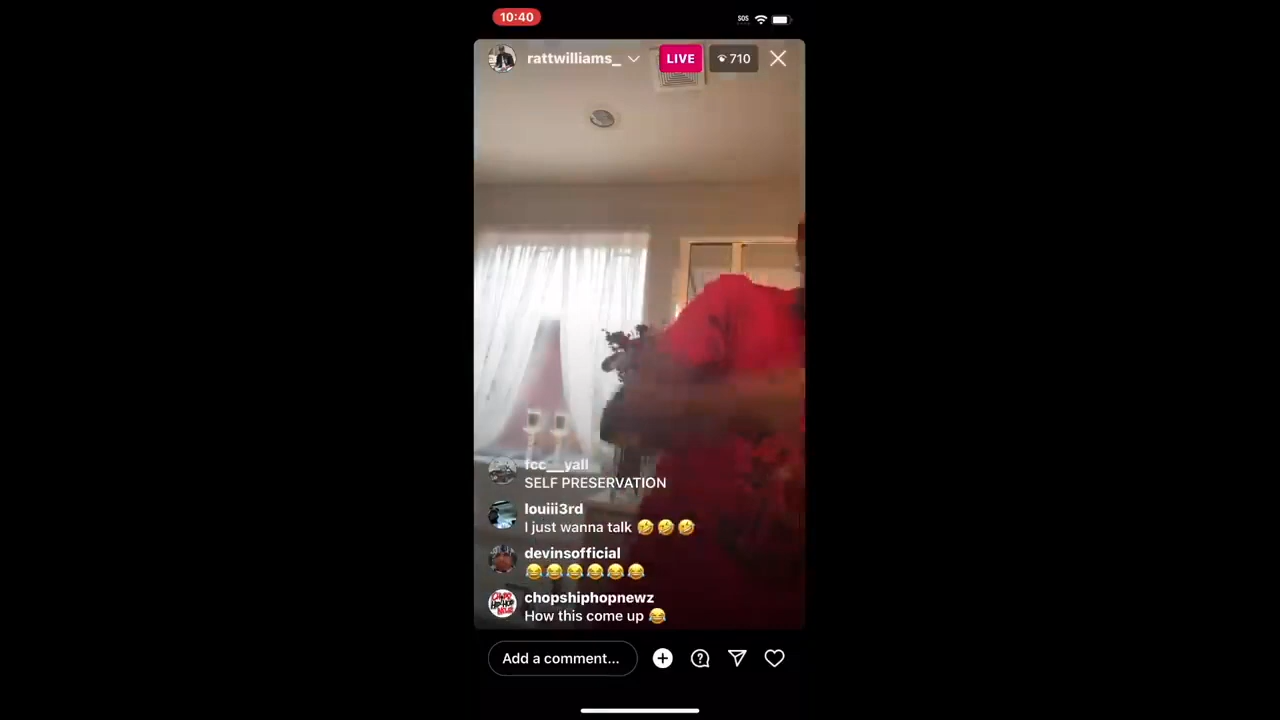 10:40
SOS
rattwilliams_
LIVE
710
fcc__yall
SELF PRESERVATION
louiii3rd
I just wanna talk 🤣🤣🤣
devinsofficial
😂😂😂😂😂😂
chopshiphopnewz
How this come up 😂
Add a comment...